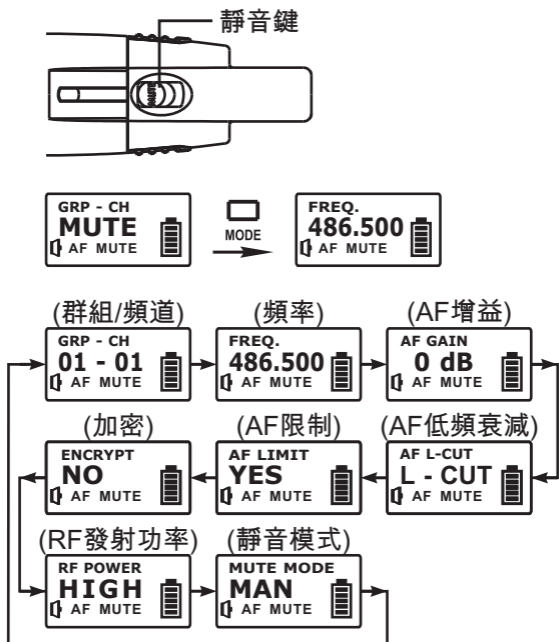 靜音鍵
MUTE
GRP - CH
MUTE
AF MUTE
MODE
FREQ.
486.500
AF MUTE
(群組/頻道)
GRP - CH
01 - 01
AF MUTE
(頻率)
FREQ.
486.500
AF MUTE
(AF增益)
AF GAIN
0 dB
AF MUTE
(加密)
ENCRYPT
NO
AF MUTE
(AF限制)
AF LIMIT
YES
AF MUTE
(AF低頻衰減)
AF L-CUT
L - CUT
AF MUTE
(RF發射功率)
RF POWER
HIGH
AF MUTE
(靜音模式)
MUTE MODE
MAN
AF MUTE